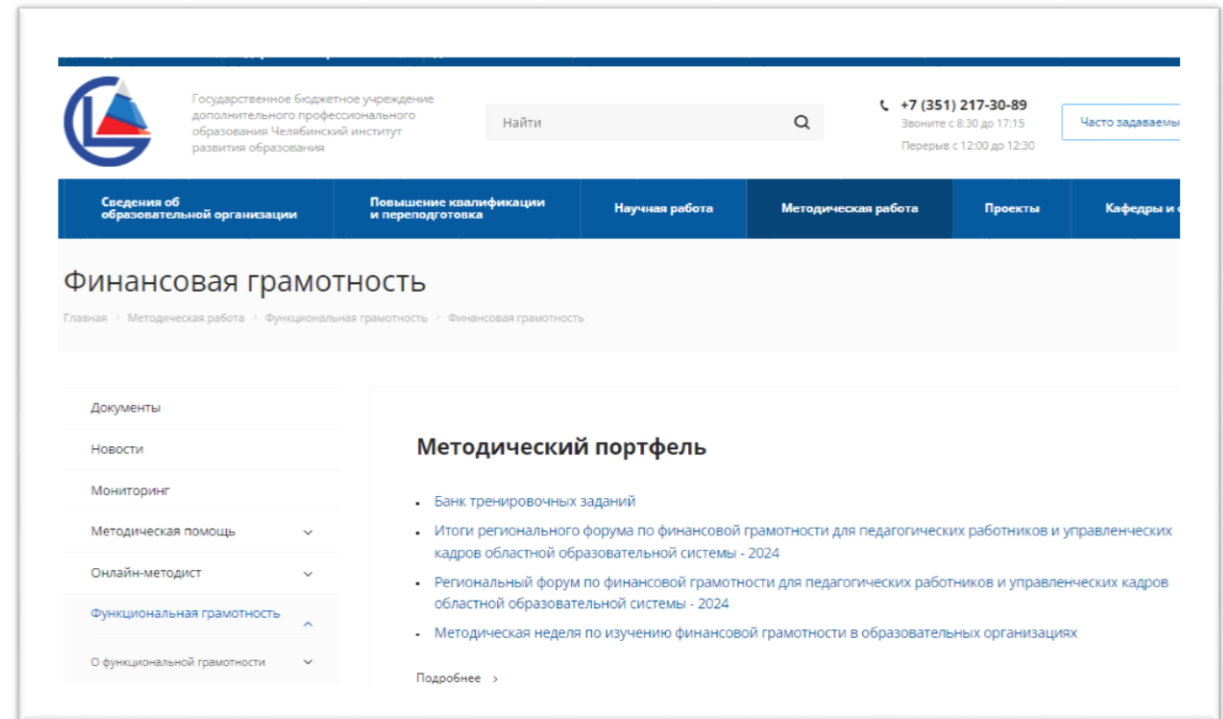 Государственное бюджетное учреждение
дополнительного профессионального
образования Челябинский институт
развития образования
Найти
+7 (351) 217-30-89
Звоните с 8:30 до 17:15
Перерыв с 12:00 до 12:30
Часто задаваемы
Сведения об
образовательной организации
Повышение квалификации
и переподготовка
Научная работа
Методическая работа
Проекты
Кафедры и
Финансовая грамотность
Главная > Методическая работа > Функциональная грамотность > Финансовая грамотность
Документы
Новости
Мониторинг
Методическая помощь
Онлайн-методист
Функциональная грамотность
О функциональной грамотности
Методический портфель
Банк тренировочных заданий
Итоги регионального форума по финансовой грамотности для педагогических работников и управленческих
кадров областной образовательной системы - 2024
Региональный форум по финансовой грамотности для педагогических работников и управленческих кадров
областной образовательной системы - 2024
Методическая неделя по изучению финансовой грамотности в образовательных организациях
Подробнее >